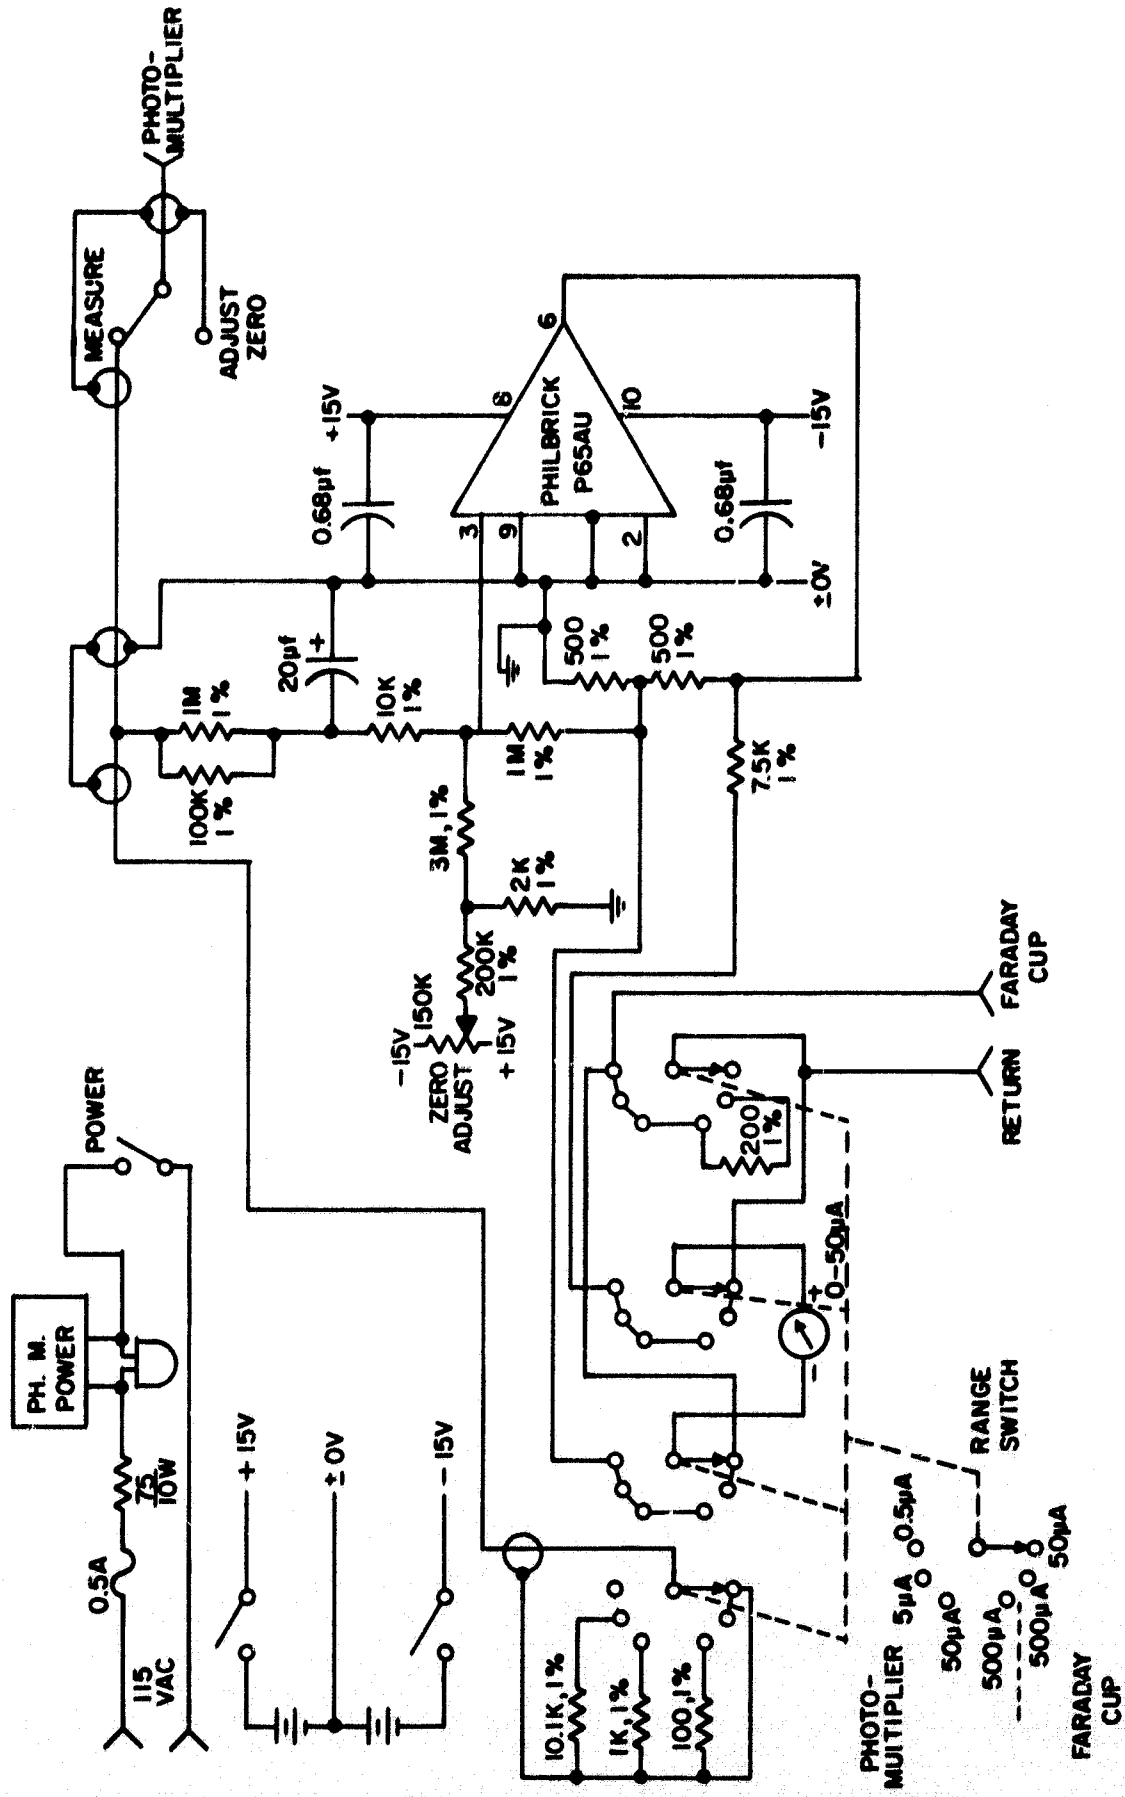 PHOTO-
MULTIPLIER
MEASURE
ADJUST
ZERO
+15V
0.68µf
8
6
PHILBRICK
P65AU
10
-15V
0.68µf
3
9
2
±0V
20µf
+
1M
1%
100K
1%
10K
1%
500
1%
500
1%
1M
1%
7.5K
1%
3M, 1%
2K
1%
200K
1%
150K
-15V
+15V
ZERO
ADJUST
POWER
PH. M.
POWER
75
10W
0.5A
115
VAC
+15V
±0V
-15V
FARADAY
CUP
RETURN
200
1%
0-50µA
+
-
RANGE
SWITCH
10.1K, 1%
1K, 1%
100, 1%
PHOTO-
MULTIPLIER
0.5µA
5µA
50µA
500µA
500µA
50µA
FARADAY
CUP